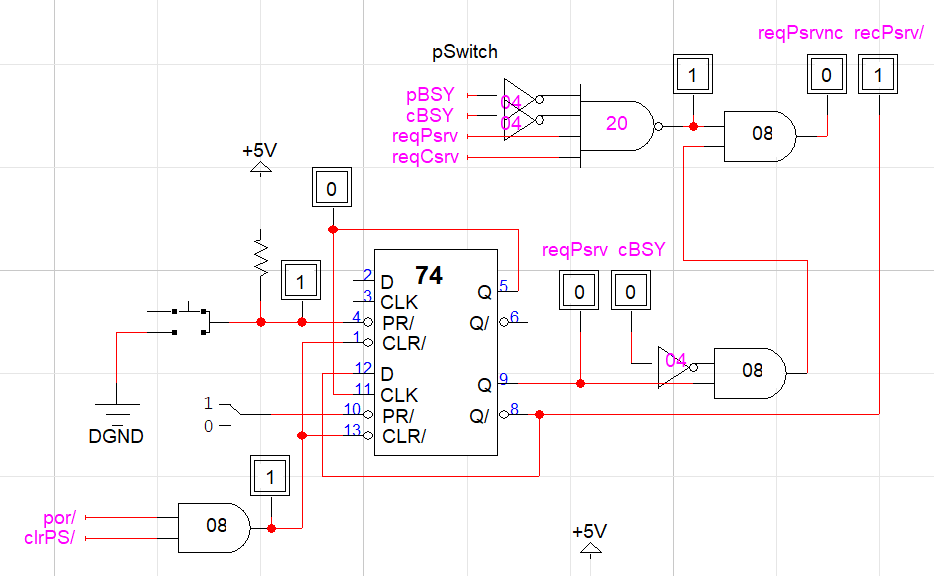 reqPsrvnc recPsrv/
pSwitch
1
0
1
pBSY
04
cBSY
04
20
reqPsrv
08
reqCsrv
+5V
0
reqPsrv cBSY
2
D
74
1
0
0
3
CLK
Q
5
4
PR/
Q/
6
1
CLR/
12
D
04
08
11
CLK
Q
9
1
10
PR/
Q/
8
0
13
CLR/
DGND
1
por/
08
clrPS/
+5V